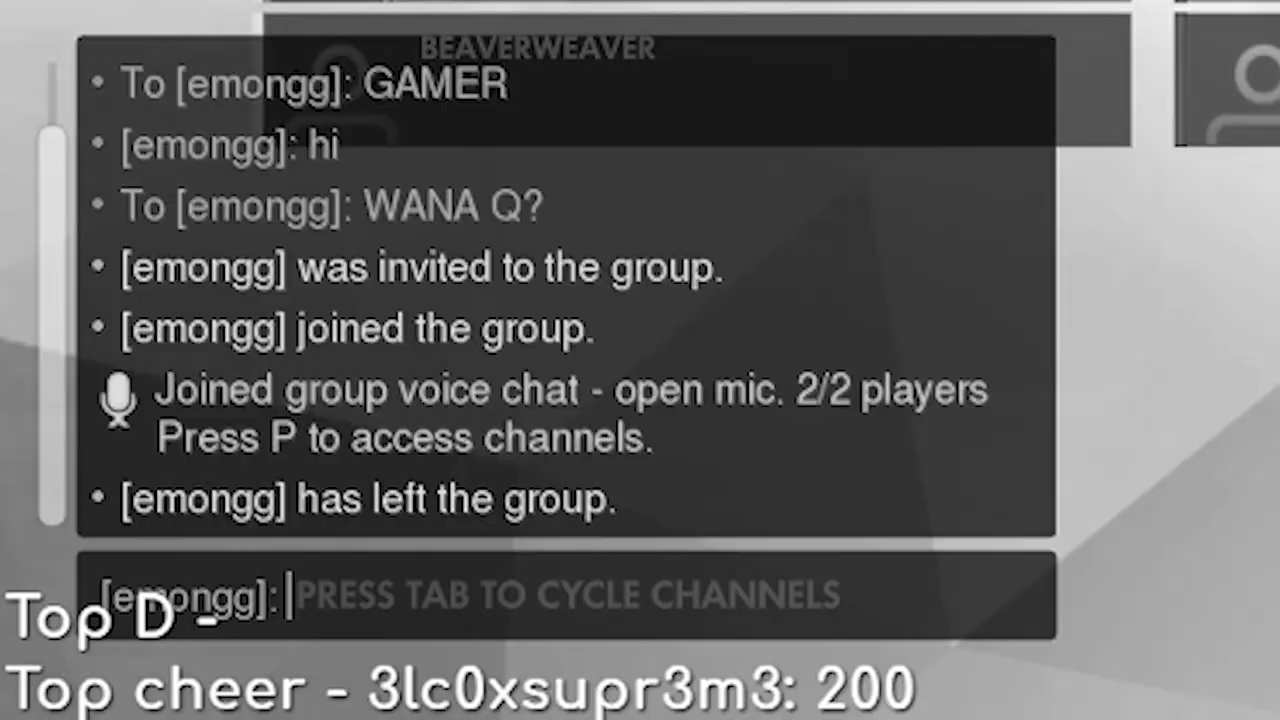 BEAVERWEAVER
• To [emongg]: GAMER
• [emongg]: hi
• To [emongg]: WANA Q?
• [emongg] was invited to the group.
• [emongg] joined the group.
Joined group voice chat - open mic. 2/2 players
Press P to access channels.
• [emongg] has left the group.
[emongg]: PRESS TAB TO CYCLE CHANNELS
Top D -
Top cheer - 3lc0xsupr3m3: 200